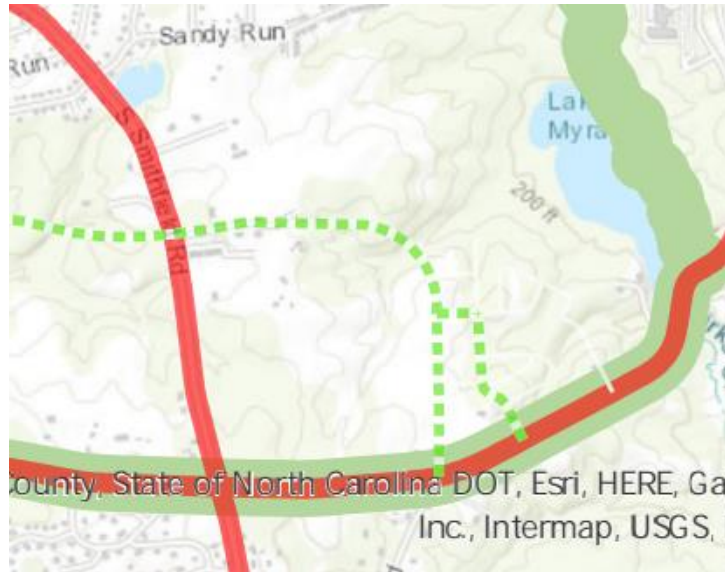 Sandy Run
Run
S Smithfield Rd
Lake
Myra
200 ft
County, State of North Carolina DOT, Esri, HERE, Ga
Inc., Intermap, USGS,